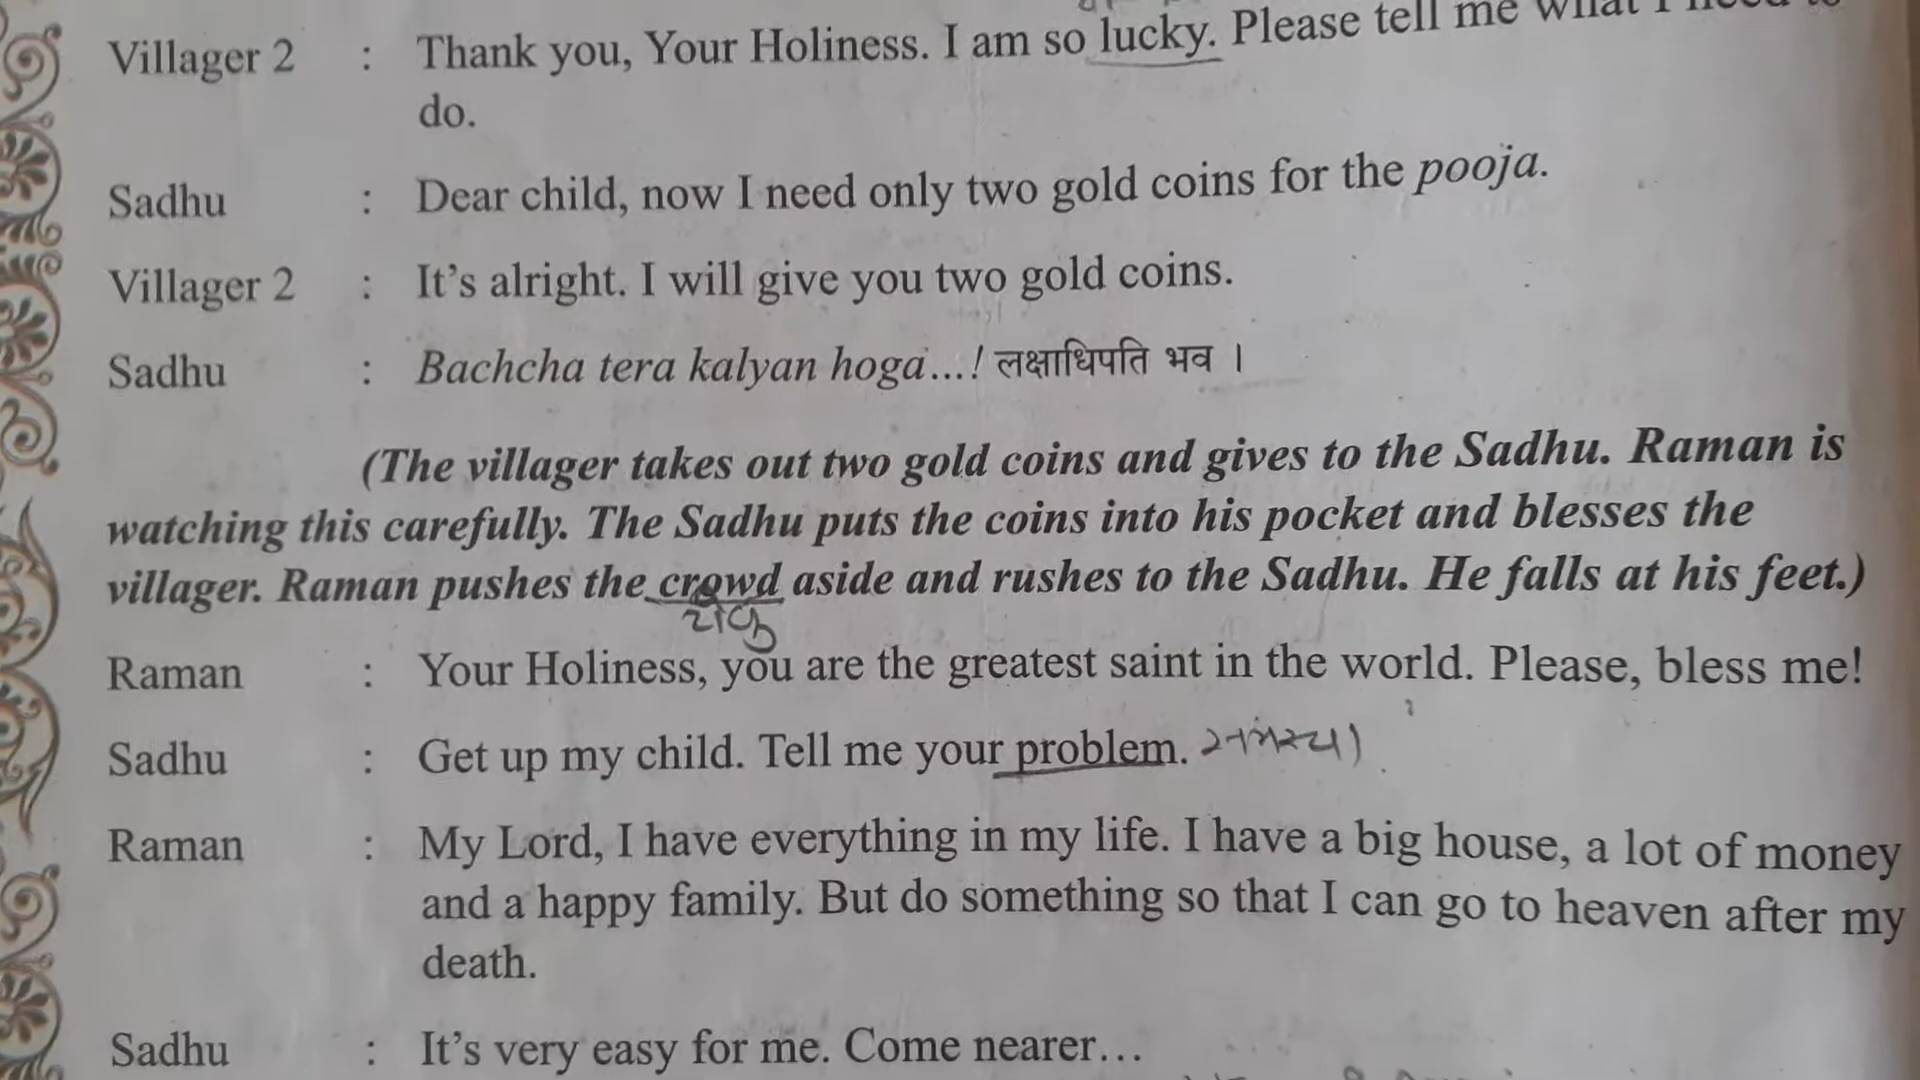 Villager 2 : Thank you, Your Holiness. I am so lucky. Please tell me what I need to
do.
Sadhu : Dear child, now I need only two gold coins for the pooja.
Villager 2 : It's alright. I will give you two gold coins.
Sadhu : Bachcha tera kalyan hoga...! लक्षाधिपति भव ।
(The villager takes out two gold coins and gives to the Sadhu. Raman is
watching this carefully. The Sadhu puts the coins into his pocket and blesses the
villager. Raman pushes the crowd aside and rushes to the Sadhu. He falls at his feet.)
Raman : Your Holiness, you are the greatest saint in the world. Please, bless me!
Sadhu : Get up my child. Tell me your problem.
Raman : My Lord, I have everything in my life. I have a big house, a lot of money
and a happy family. But do something so that I can go to heaven after my
death.
Sadhu : It's very easy for me. Come nearer...